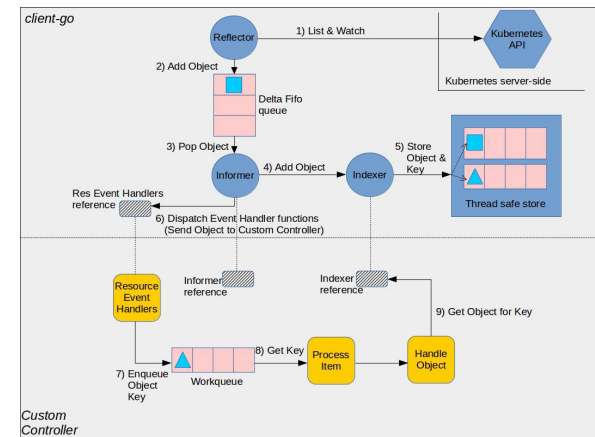 client-go
Reflector
1) List & Watch
Kubernetes
API
Kubernetes server-side
2) Add Object
Delta Fifo
queue
3) Pop Object
Informer
4) Add Object
Indexer
5) Store
Object &
Key
Thread safe store
Res Event Handlers
reference
6) Dispatch Event Handler functions
(Send Object to Custom Controller)
Resource
Event
Handlers
Informer
reference
Indexer
reference
9) Get Object for Key
7) Enqueue
Object
Key
Workqueue
8) Get Key
Process
Item
Handle
Object
Custom
Controller